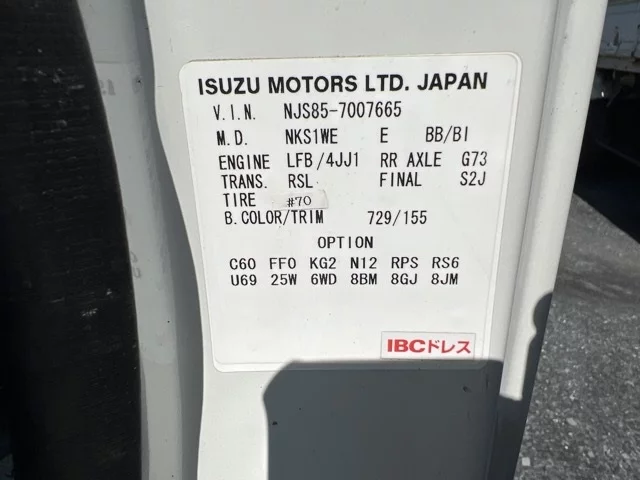 ISUZU MOTORS LTD. JAPAN
V.I.N. NJS85-7007665
M.D. NKS1WE E BB/BI
ENGINE LFB/4JJ1 RR AXLE G73
TRANS. RSL FINAL S2J
TIRE #70
B.COLOR/TRIM 729/155
OPTION
C60 FF0 KG2 N12 RPS RS6
U69 25W 6WD 8BM 8GJ 8JM
IBCドレス